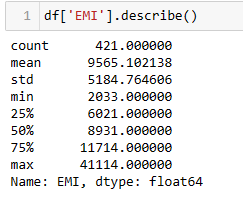 1 df['EMI'].describe()
count 421.000000
mean 9565.102138
std 5184.764606
min 2033.000000
25% 6021.000000
50% 8931.000000
75% 11714.000000
max 41114.000000
Name: EMI, dtype: float64